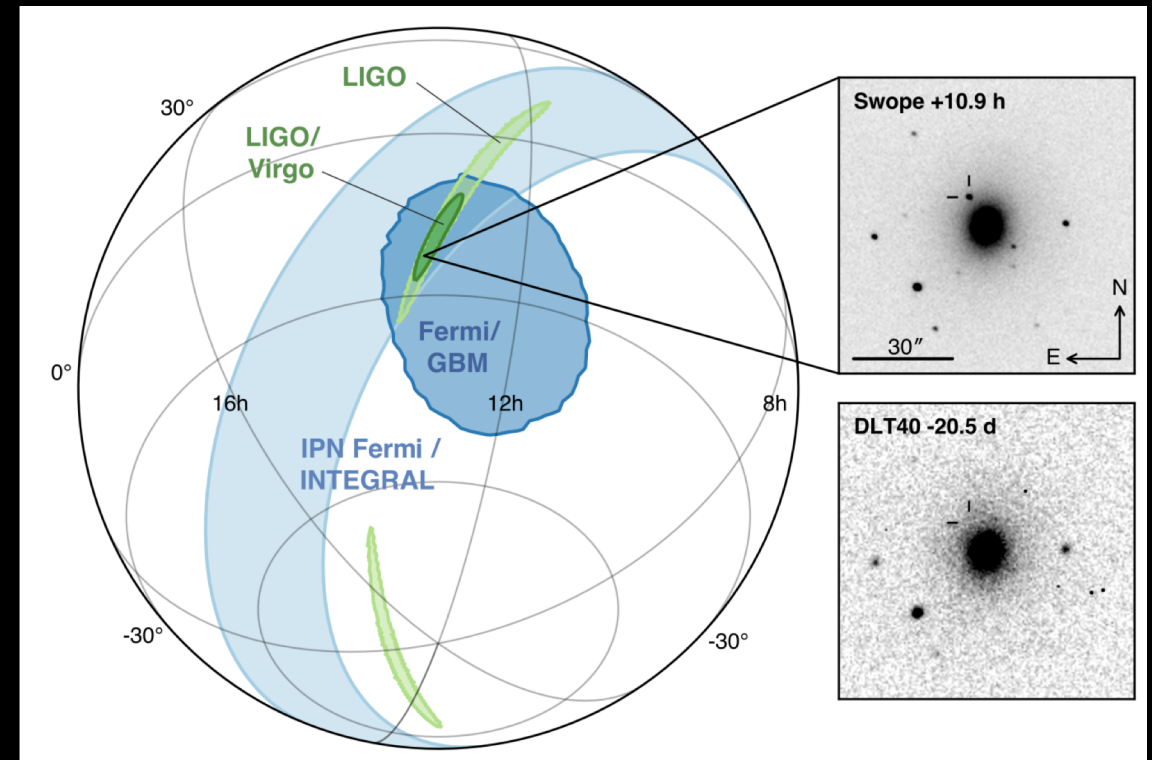 LIGO
30°
LIGO/
Virgo
0°
16h
Fermi/
GBM
12h
8h
IPN Fermi /
INTEGRAL
-30°
-30°
Swope +10.9 h
N
E
30″
DLT40 -20.5 d